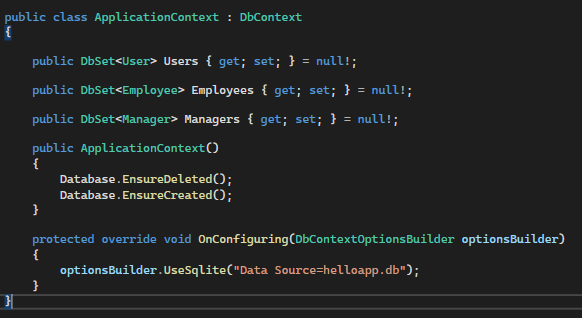 public class ApplicationContext : DbContext
{
public DbSet<User> Users { get; set; } = null!;
public DbSet<Employee> Employees { get; set; } = null!;
public DbSet<Manager> Managers { get; set; } = null!;
public ApplicationContext()
{
Database.EnsureDeleted();
Database.EnsureCreated();
}
protected override void OnConfiguring(DbContextOptionsBuilder optionsBuilder)
{
optionsBuilder.UseSqlite("Data Source=helloapp.db");
}
}